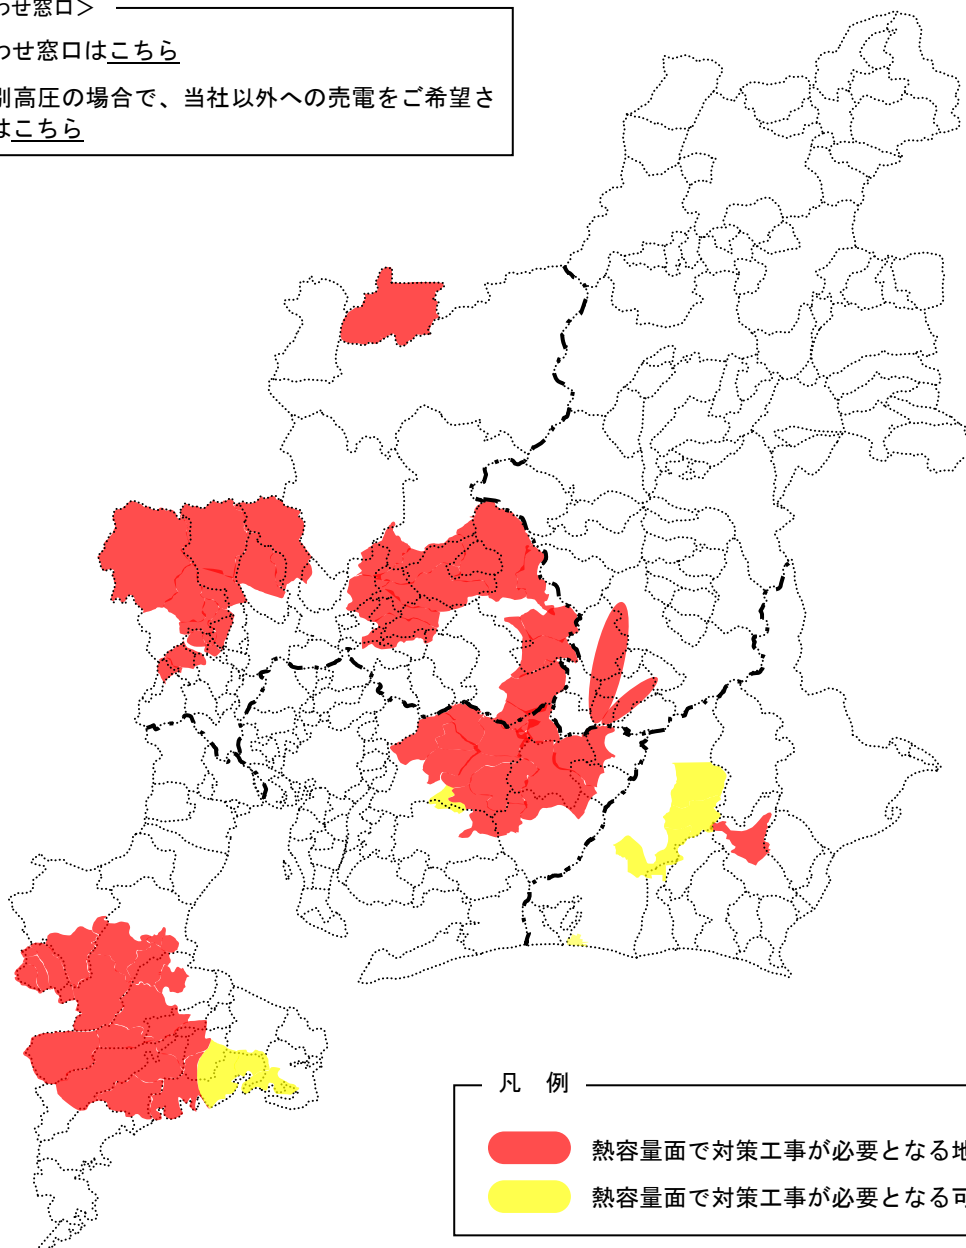 わせ窓口＞
わせ窓口はこちら
別高圧の場合で、当社以外への売電をご希望さ
はこちら
凡 例
熱容量面で対策工事が必要となる地
熱容量面で対策工事が必要となる可